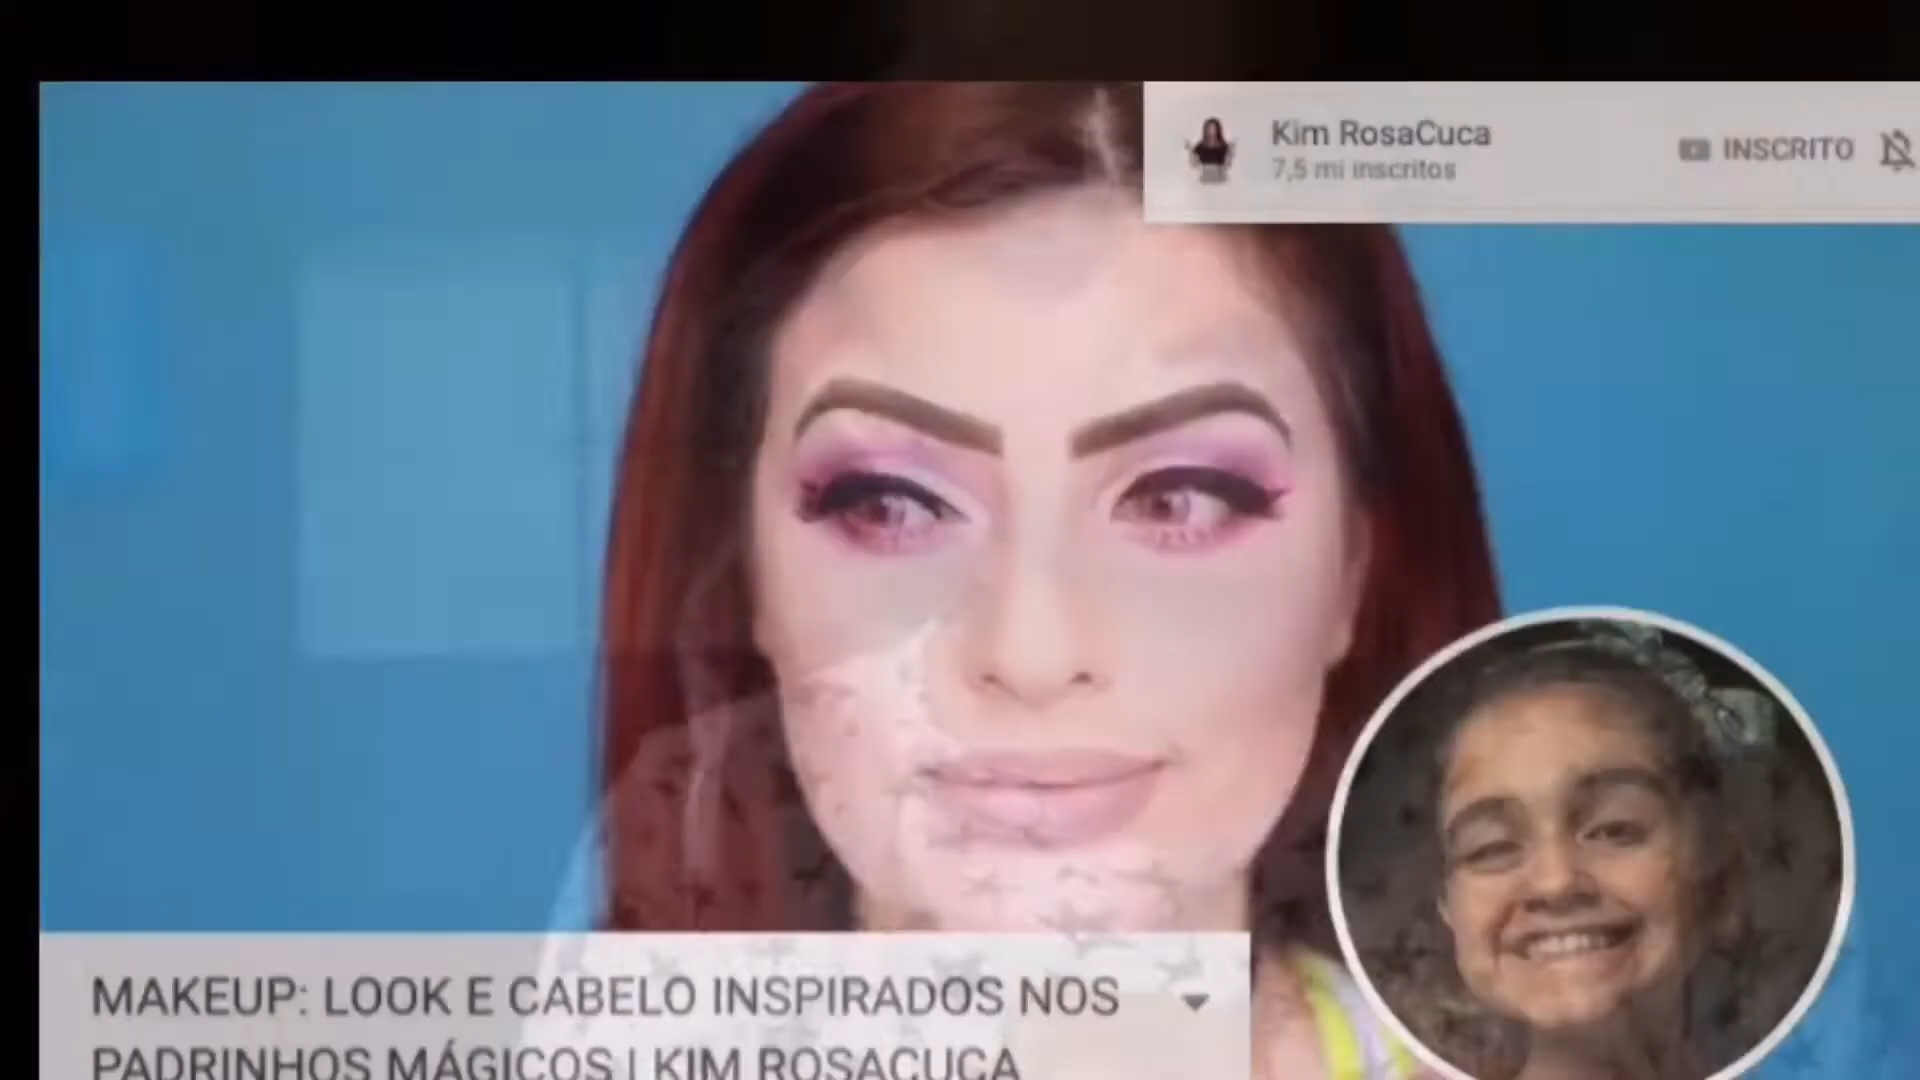 Kim RosaCuca
7,5 mi inscritos
INSCRITO
MAKEUP: LOOK E CABELO INSPIRADOS NOS
PADRINHOS MÁGICOS | KIM ROSACUCA